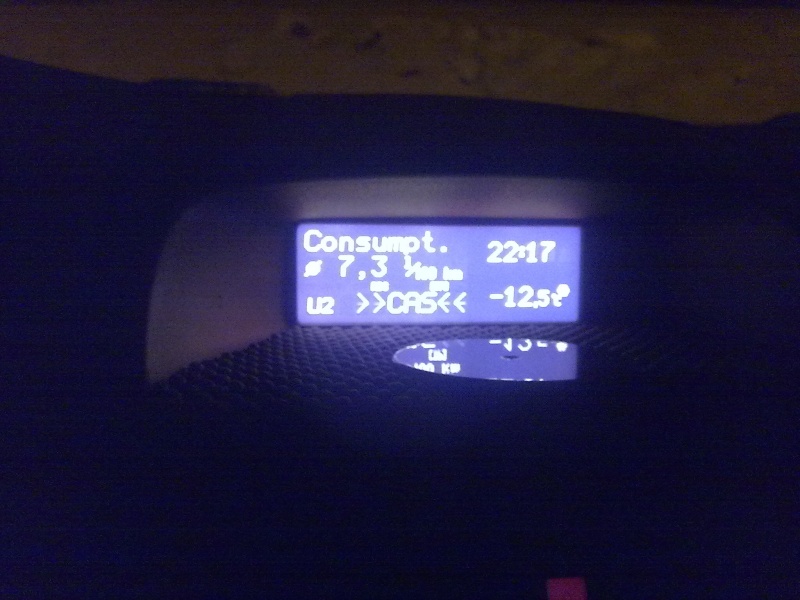 Consumpt. 22:17
ø 7,3 l/100 km
U2 >>CAS<< -12,5